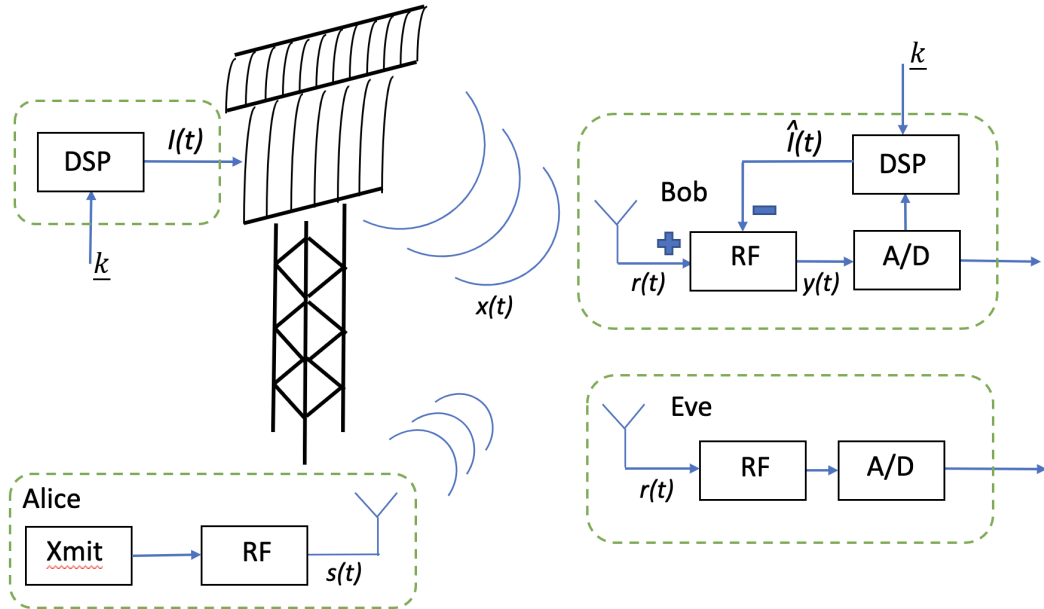 DSP
I(t)
k
x(t)
k
Î(t)
DSP
Bob
RF
A/D
r(t)
y(t)
Eve
RF
A/D
r(t)
Alice
Xmit
RF
s(t)